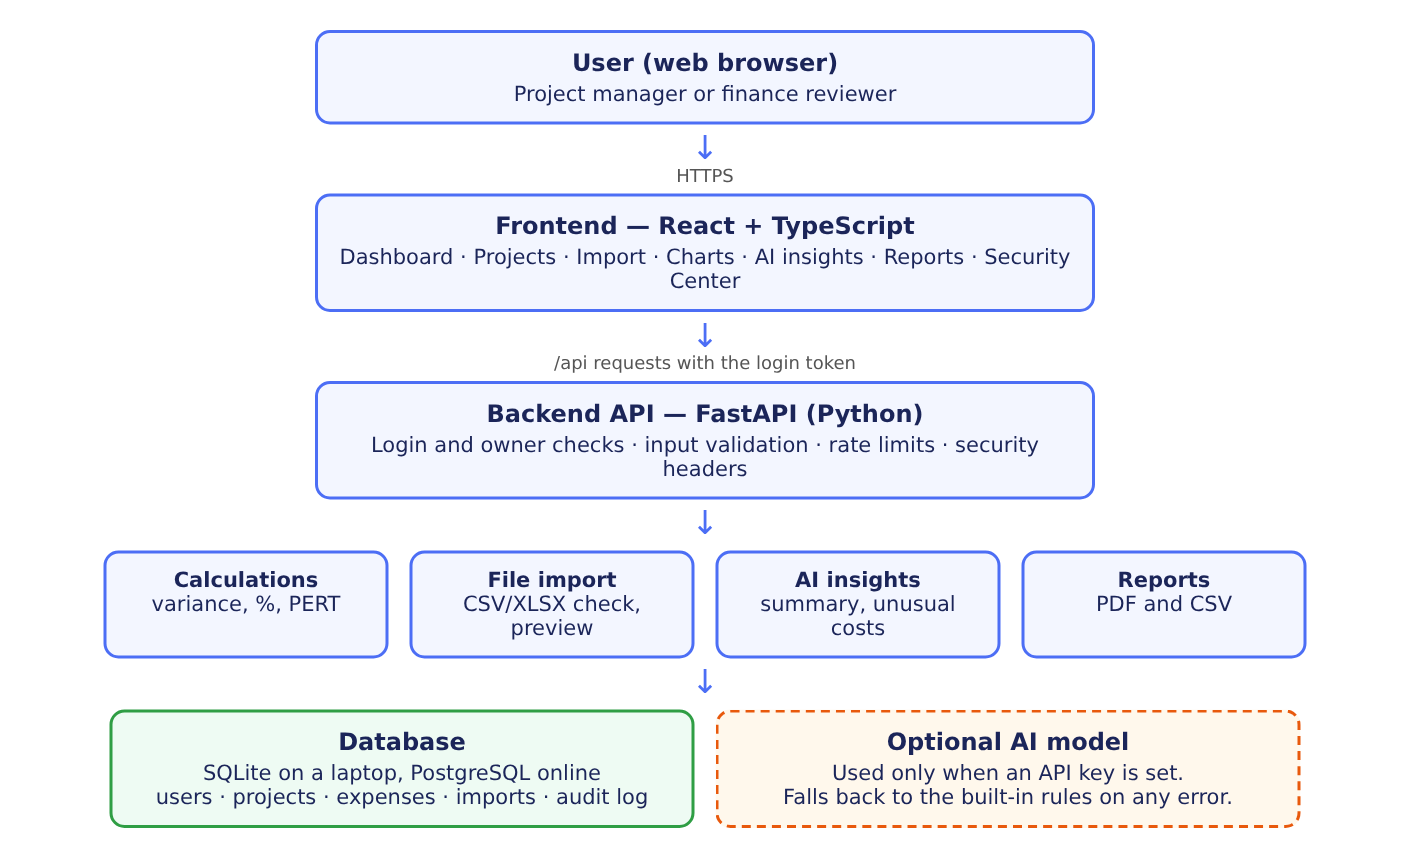 User (web browser)
Project manager or finance reviewer
↓
HTTPS
Frontend — React + TypeScript
Dashboard · Projects · Import · Charts · AI insights · Reports · Security
Center
↓
/api requests with the login token
Backend API — FastAPI (Python)
Login and owner checks · input validation · rate limits · security
headers
↓
Calculations
variance, %, PERT
File import
CSV/XLSX check,
preview
AI insights
summary, unusual
costs
Reports
PDF and CSV
↓
Database
SQLite on a laptop, PostgreSQL online
users · projects · expenses · imports · audit log
Optional AI model
Used only when an API key is set.
Falls back to the built-in rules on any error.